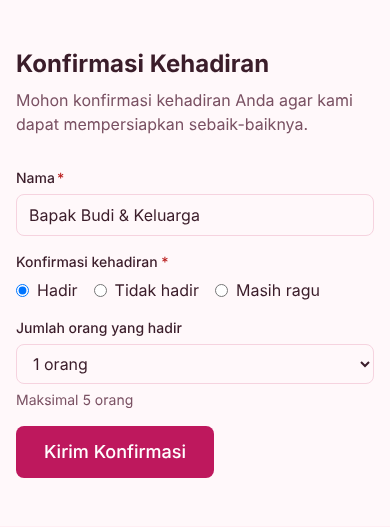 Konfirmasi Kehadiran
Mohon konfirmasi kehadiran Anda agar kami
dapat mempersiapkan sebaik-baiknya.
Nama *
Bapak Budi & Keluarga
Konfirmasi kehadiran *
Hadir Tidak hadir Masih ragu
Jumlah orang yang hadir
1 orang
Maksimal 5 orang
Kirim Konfirmasi